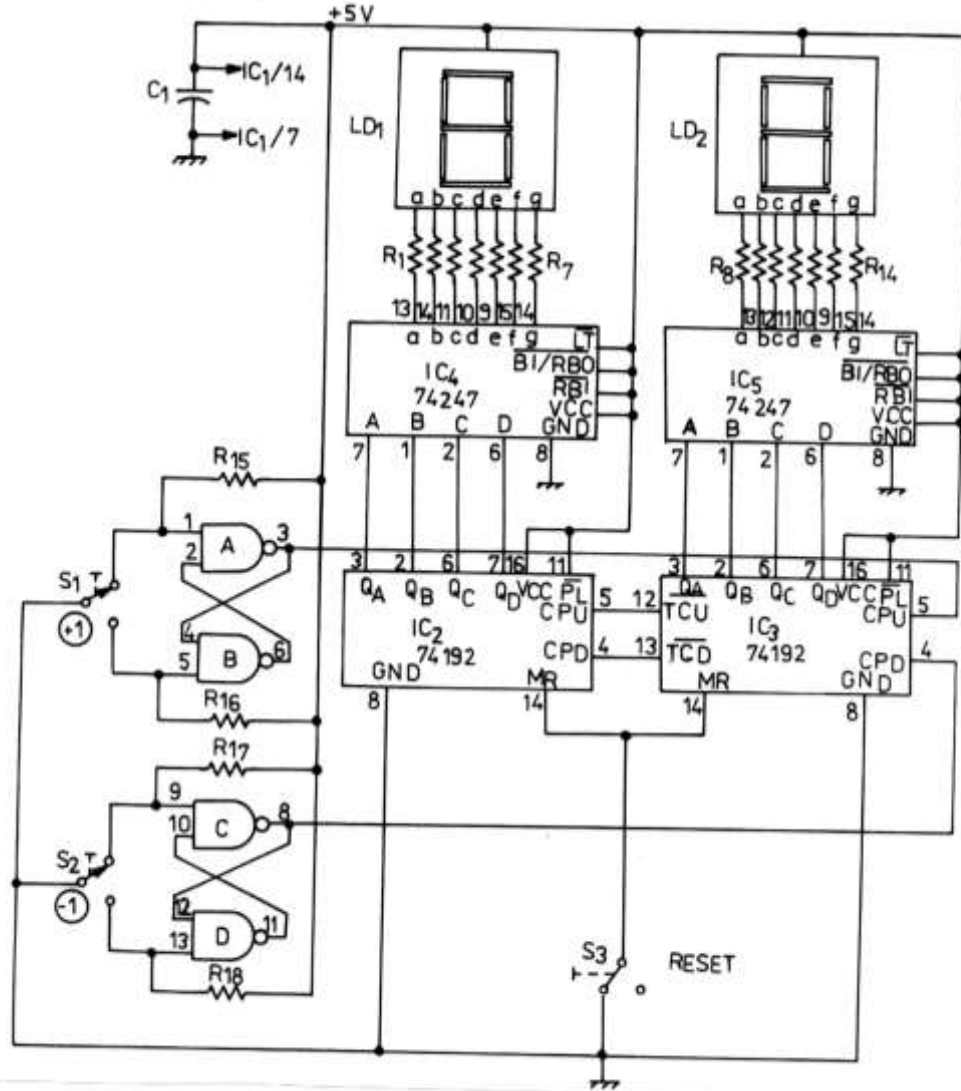 +5V
IC1/14
C1
IC1/7
LD1
LD2
a b c d e f g
a b c d e f g
R1
R7
R8
R14
13 14 11 10 9 15 14
13 12 11 10 9 15 14
a b c d e f g
LT
BI/RBO
RBI
VCC
GND
IC4
74247
A B C D
7 1 2 6 8
a b c d e f g
LT
BI/RBO
RBI
VCC
GND
IC5
74247
A B C D
7 1 2 6 8
R15
1
2
A
3
S1
+1
4
5
B
6
R16
3 2 6 7 16 11
QA QB QC QD VCC PL
CPU 5
IC2
74192
CPD 4
GND
MR
8
14
3 2 6 7 16 11
12 TCU
QA QB QC QD VCC PL
CPU 5
IC3
74192
13 TCD
CPD 4
MR
GND
14
8
R17
9
10
C
8
S2
-1
12
13
D
11
R18
S3
RESET